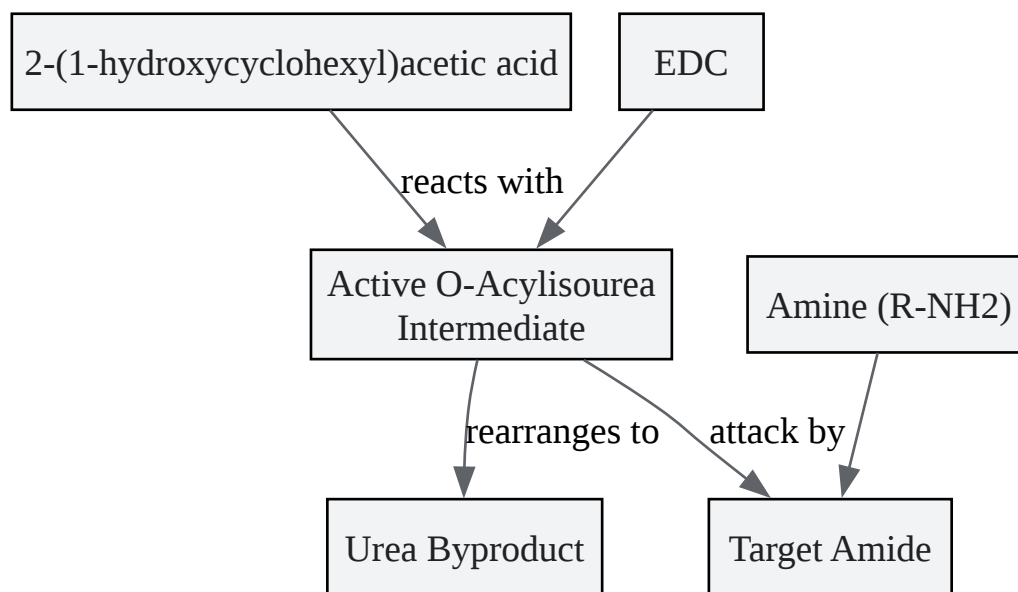 2-(1-hydroxycyclohexyl)acetic acid
EDC
reacts with
Active O-Acylisourea
Intermediate
Amine (R-NH2)
rearranges to
attack by
Urea Byproduct
Target Amide